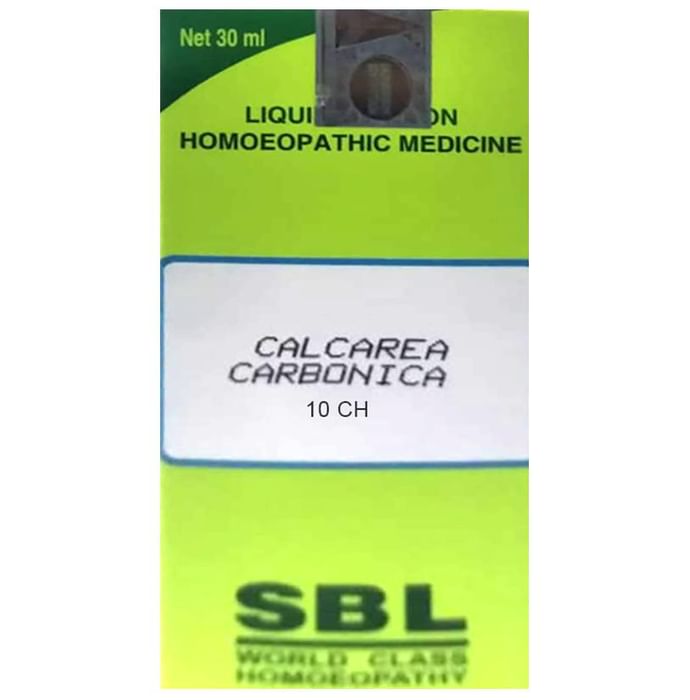 Net 30 ml
HOMOEOPATHIC MEDICINE
CALCAREA
CARBONICA
10 CH
SBL
WORLD CLASS
HOMOEOPATHY